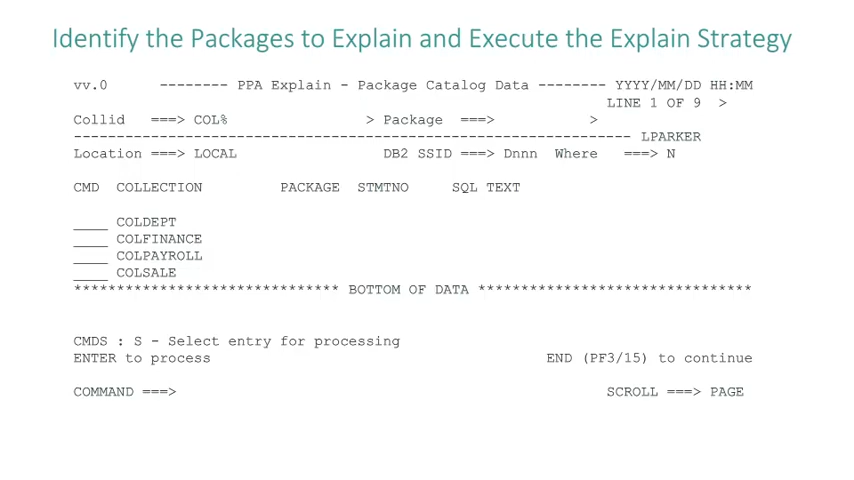 Identify the Packages to Explain and Execute the Explain Strategy
vv.0 -------- PPA Explain - Package Catalog Data -------- YYYY/MM/DD HH:MM
LINE 1 OF 9 >
Collid ===> COL% > Package ===> >
----------------------------------------------------------------- LPARKER
Location ===> LOCAL DB2 SSID ===> Dnnn Where ===> N
CMD COLLECTION PACKAGE STMTNO SQL TEXT
____ COLDEPT
____ COLFINANCE
____ COLPAYROLL
____ COLSALE
******************************* BOTTOM OF DATA ********************************
CMDS : S - Select entry for processing
ENTER to process END (PF3/15) to continue
COMMAND ===> SCROLL ===> PAGE